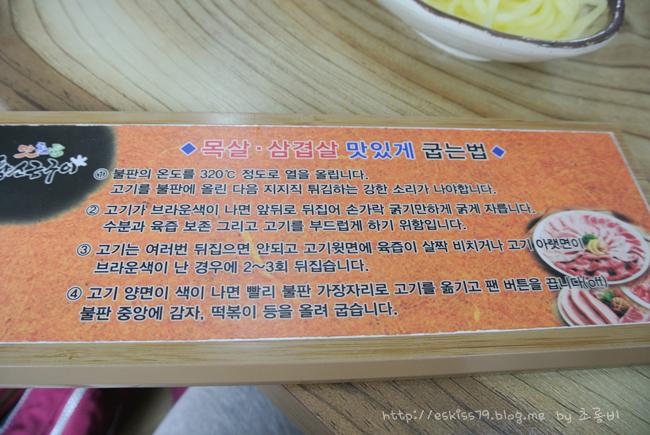 ◆ 목살 · 삼겹살 맛있게 굽는법 ◆
① 불판의 온도를 320℃ 정도로 열을 올립니다.
고기를 불판에 올린 다음 지지직 튀김하는 강한 소리가 나야합니다.
② 고기가 브라운색이 나면 앞뒤로 뒤집어 손가락 굵기만하게 굵게 자릅니다.
수분과 육즙 보존 그리고 고기를 부드럽게 하기 위함입니다.
③ 고기는 여러번 뒤집으면 안되고 고기윗면에 육즙이 살짝 비치거나 고기 아랫면이
브라운색이 난 경우에 2~3회 뒤집습니다.
④ 고기 양면이 색이 나면 빨리 불판 가장자리로 고기를 옮기고 팬 버튼을 끕니다(off)
불판 중앙에 감자, 떡볶이 등을 올려 굽습니다.
http://eskiss79.blog.me by 초롱비